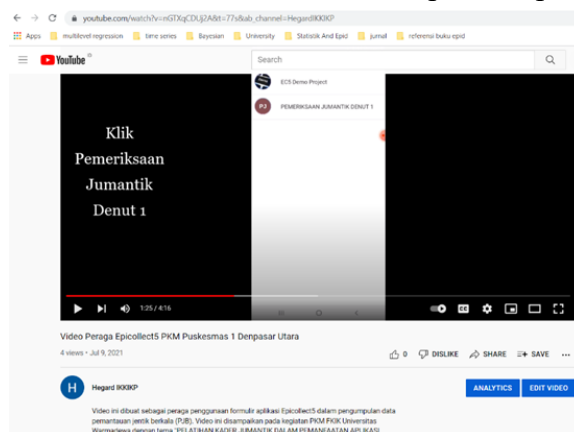 youtube.com/watch?v=nGTXqCDUj2A&t=77s&ab_channel=HegardIKKIKP
Apps multilevel regression time series Bayesian University Statistik And Epid jurnal referensi buku epid
YouTube ID
Search
EC5 Demo Project
PJ PEMERIKSAAN JUMANTIK DENUT 1
Klik
Pemeriksaan
Jumantik
Denut 1
1:25 / 4:16
Video Peraga Epicollect5 PKM Puskesmas 1 Denpasar Utara
4 views • Jul 9, 2021
0 DISLIKE SHARE SAVE ...
H Hegard IKKIKP
ANALYTICS EDIT VIDEO
Video ini dibuat sebagai peraga penggunaan formulir aplikasi Epicollect5 dalam pengumpulan data
pemantauan jentik berkala (PJB). Video ini disampaikan pada kegiatan PKM FKIK Universitas
Warmadewa dengan tema "PELATIHAN KADER JUMANTIK DALAM PEMANFAATAN APLIKASI